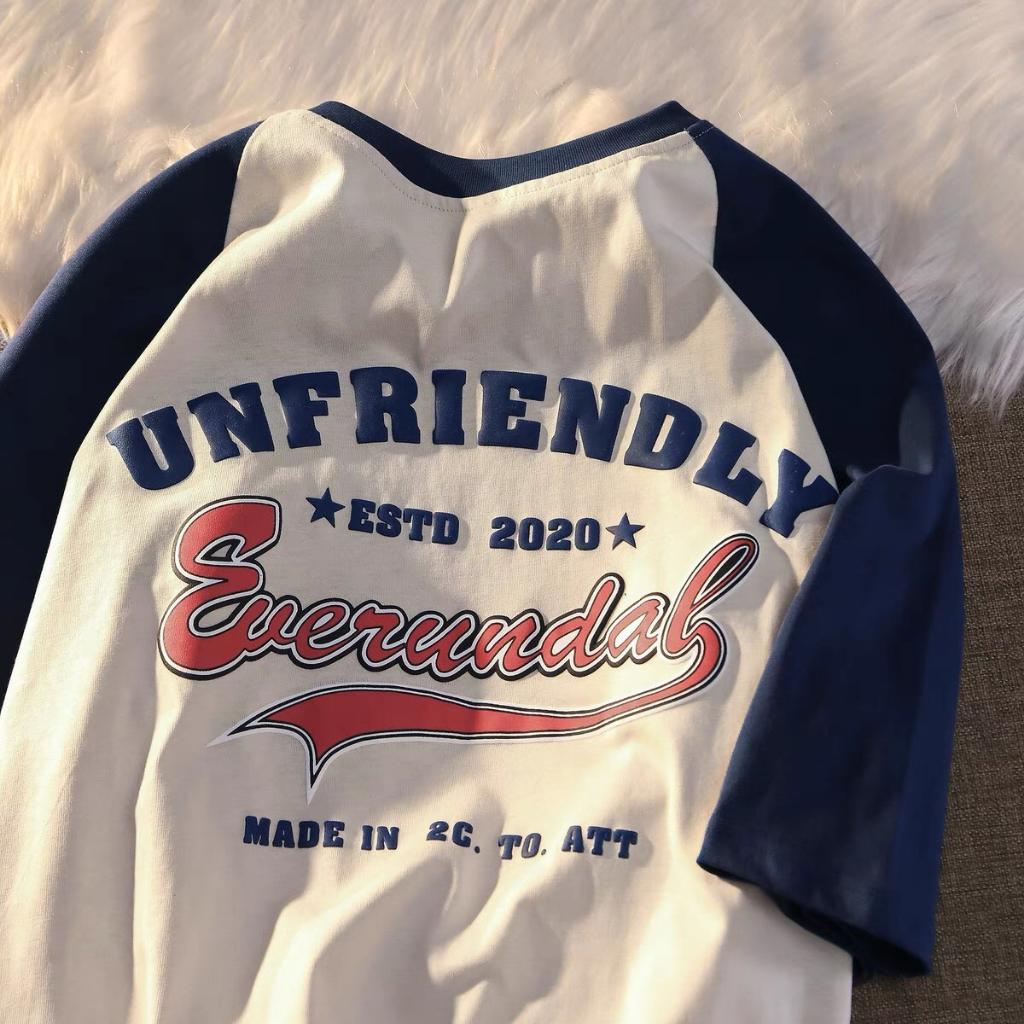 UNFRIENDLY
★ESTD 2020★
Everundal
MADE IN 2C. TO. ATT